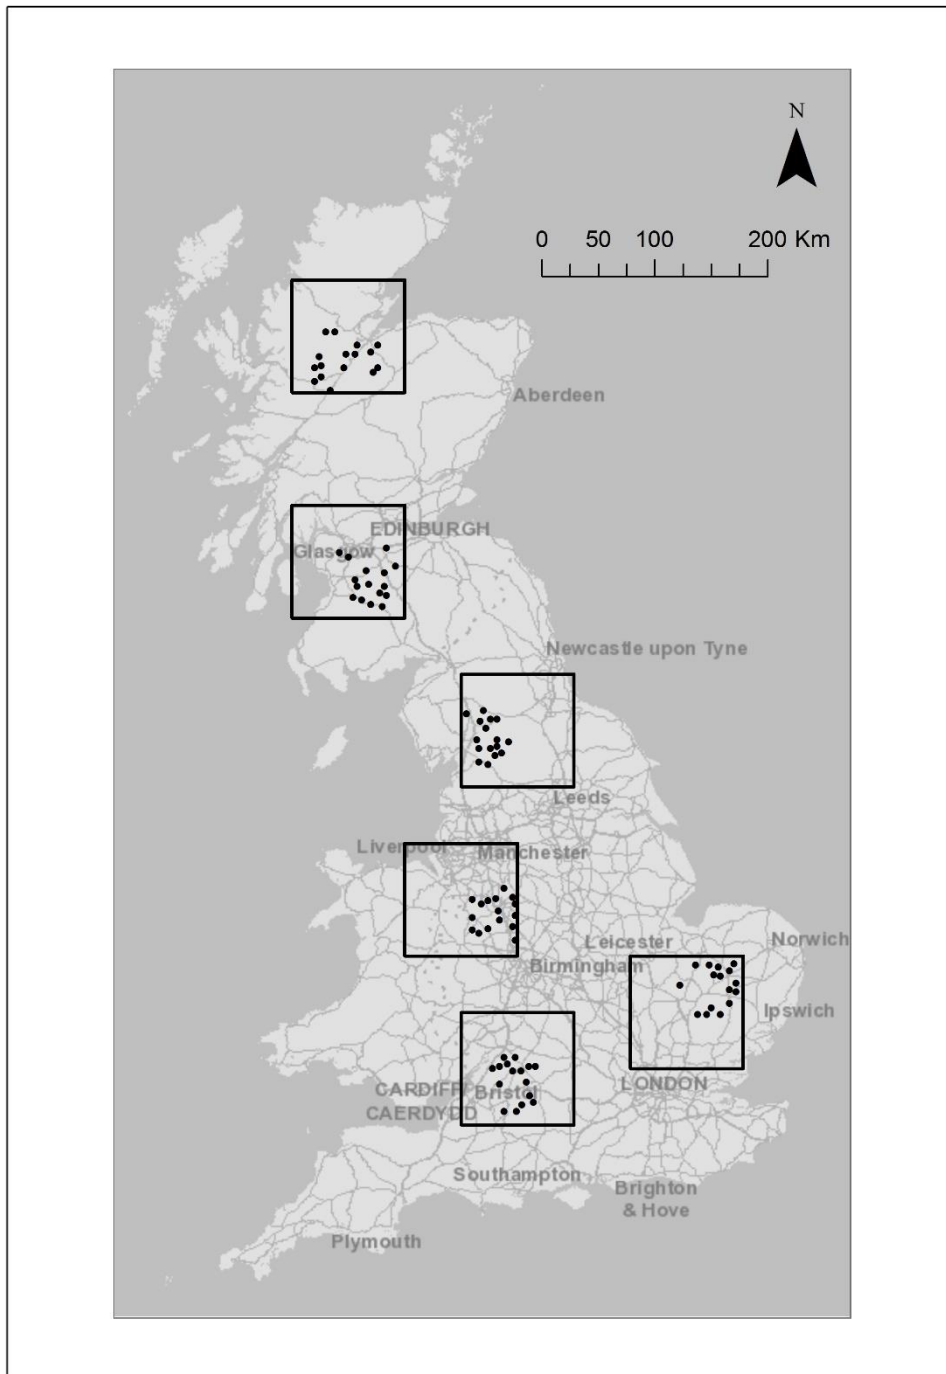 N
0 50 100 200 Km
Aberdeen
EDINBURGH
Glasgow
Newcastle upon Tyne
Leeds
Liverpool
Manchester
Leicester
Norwich
Birmingham
Ipswich
LONDON
CARDIFF/
CAERDYDD
Bristol
Southampton
Brighton
& Hove
Plymouth